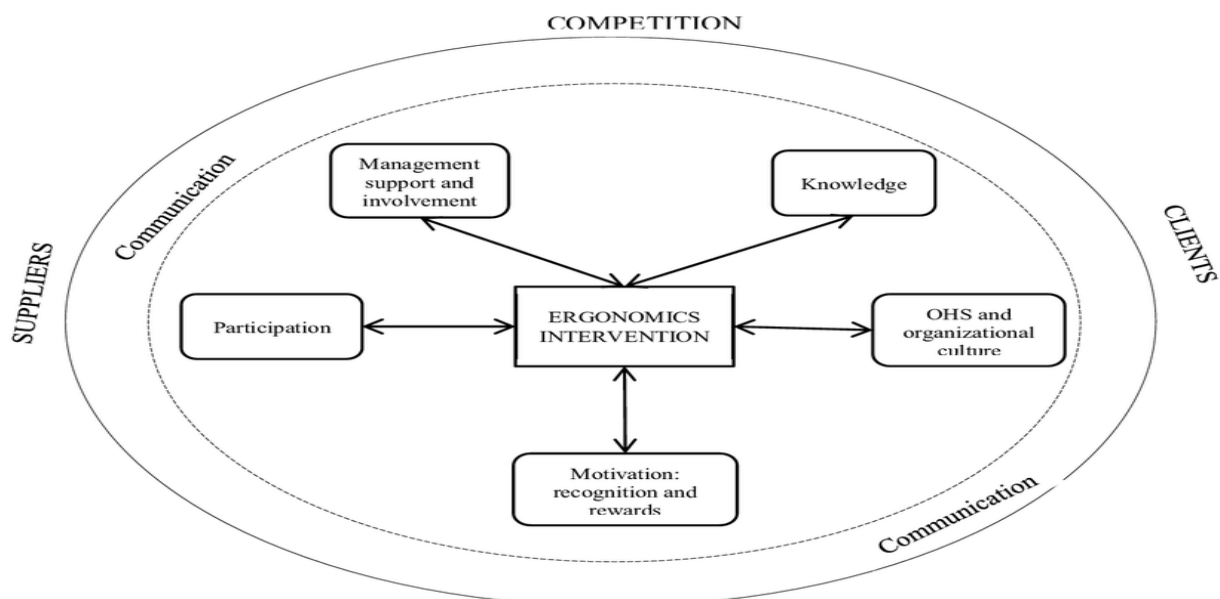 COMPETITION
Communication
Management
support and
involvement
Knowledge
SUPPLIERS
CLIENTS
Participation
ERGONOMICS
INTERVENTION
OHS and
organizational
culture
Motivation:
recognition and
rewards
Communication